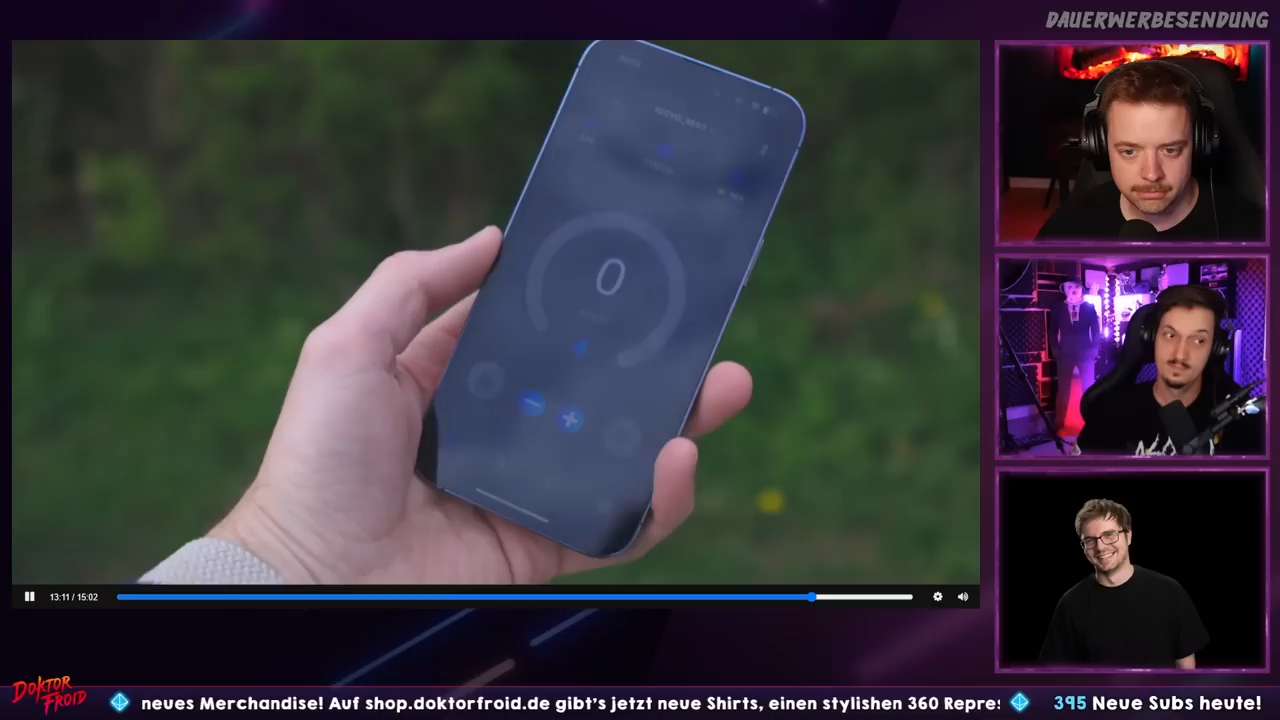 DAUERWERBESENDUNG
0
13:11 / 15:02
DOKTOR
FROID
neues Merchandise! Auf shop.doktorfroid.de gibt's jetzt neue Shirts, einen stylishen 360 Repres
395 Neue Subs heute!